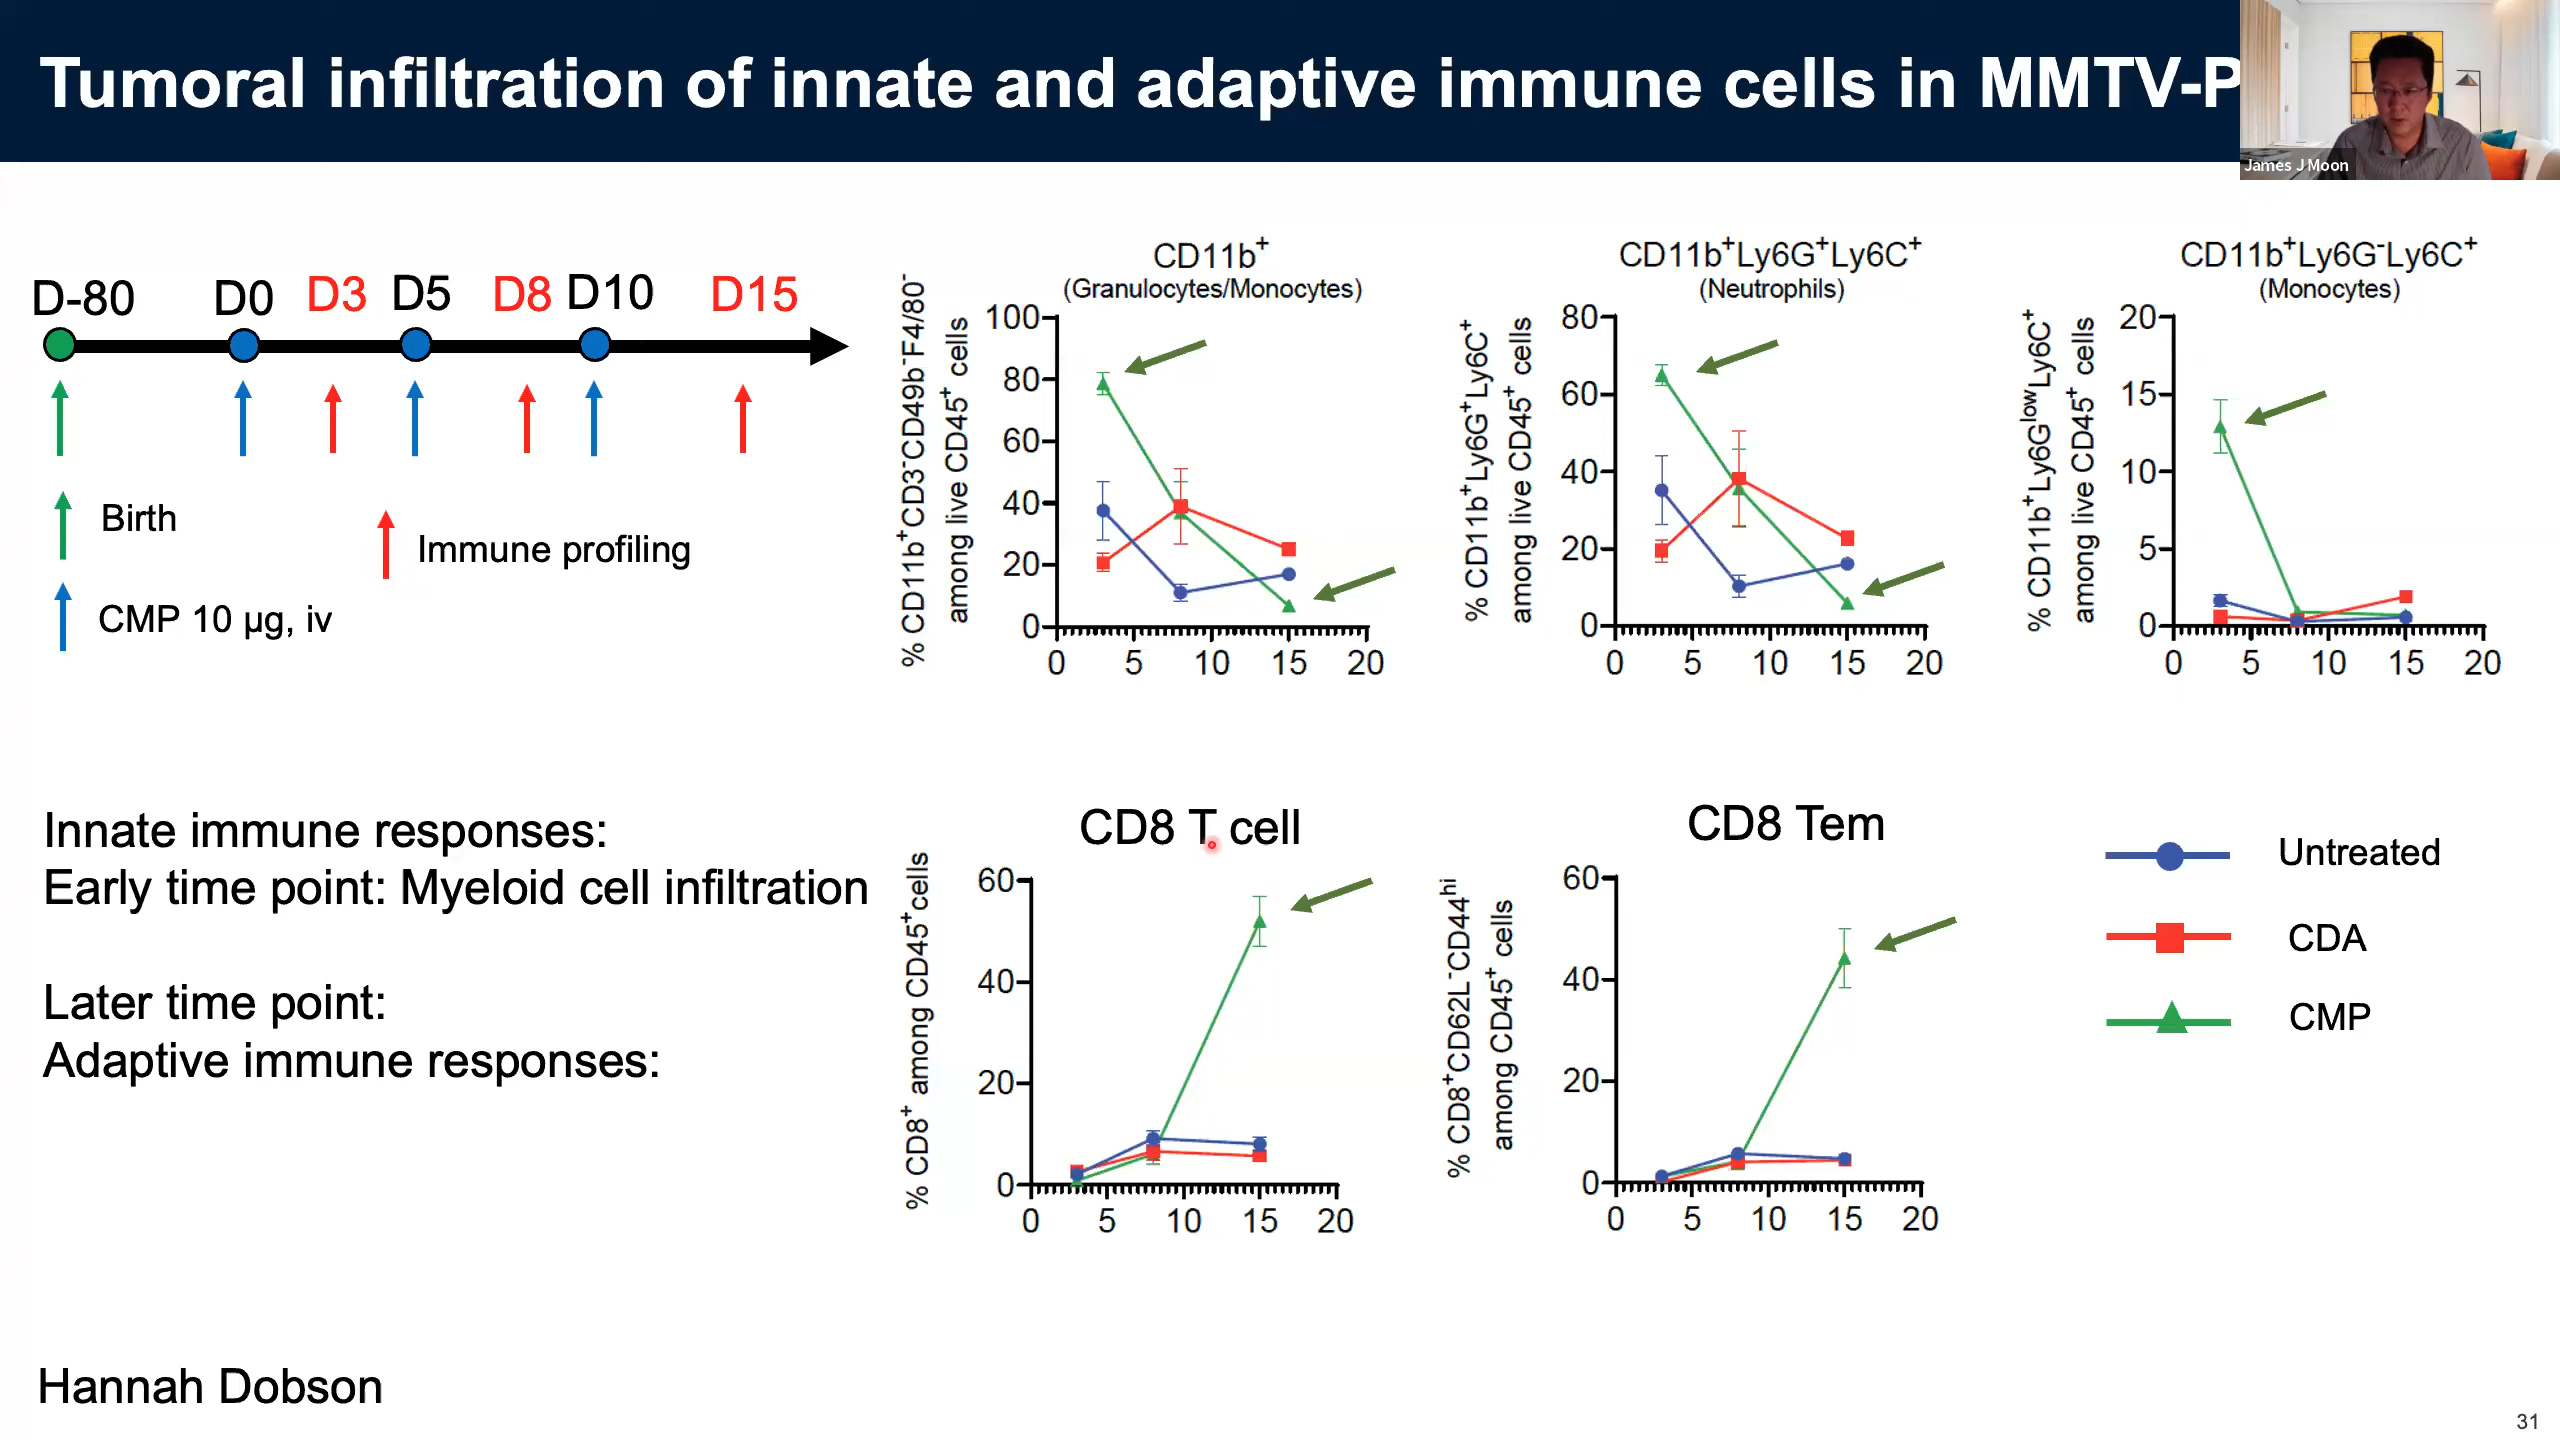 Tumoral infiltration of innate and adaptive immune cells in MMTV-P
James J Moon
D-80 D0 D3 D5 D8 D10 D15
Birth
Immune profiling
CMP 10 µg, iv
CD11b⁺
(Granulocytes/Monocytes)
% CD11b⁺CD3⁻CD49b⁻F4/80⁻
among live CD45⁺ cells
100
80
60
40
20
0
0 5 10 15 20
CD11b⁺Ly6G⁺Ly6C⁺
(Neutrophils)
% CD11b⁺Ly6G⁺Ly6C⁺
among live CD45⁺ cells
80
60
40
20
0
0 5 10 15 20
CD11b⁺Ly6G⁻Ly6C⁺
(Monocytes)
% CD11b⁺Ly6GˡᵒʷLy6C⁺
among live CD45⁺ cells
20
15
10
5
0
0 5 10 15 20
Innate immune responses:
Early time point: Myeloid cell infiltration
Later time point:
Adaptive immune responses:
CD8 T cell
% CD8⁺ among CD45⁺cells
60
40
20
0
0 5 10 15 20
CD8 Tem
% CD8⁺CD62L⁻CD44ʰⁱ
among CD45⁺ cells
60
40
20
0
0 5 10 15 20
Untreated
CDA
CMP
Hannah Dobson
31